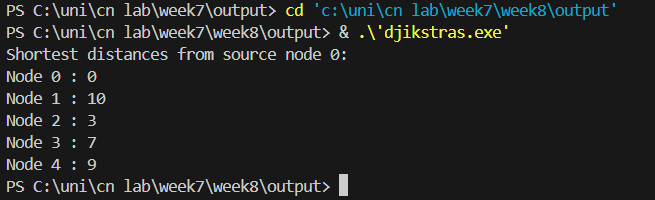 PS C:\uni\cn lab\week7\output> cd 'c:\uni\cn lab\week7\week8\output'
PS C:\uni\cn lab\week7\week8\output> & .\'djikstras.exe'
Shortest distances from source node 0:
Node 0 : 0
Node 1 : 10
Node 2 : 3
Node 3 : 7
Node 4 : 9
PS C:\uni\cn lab\week7\week8\output>